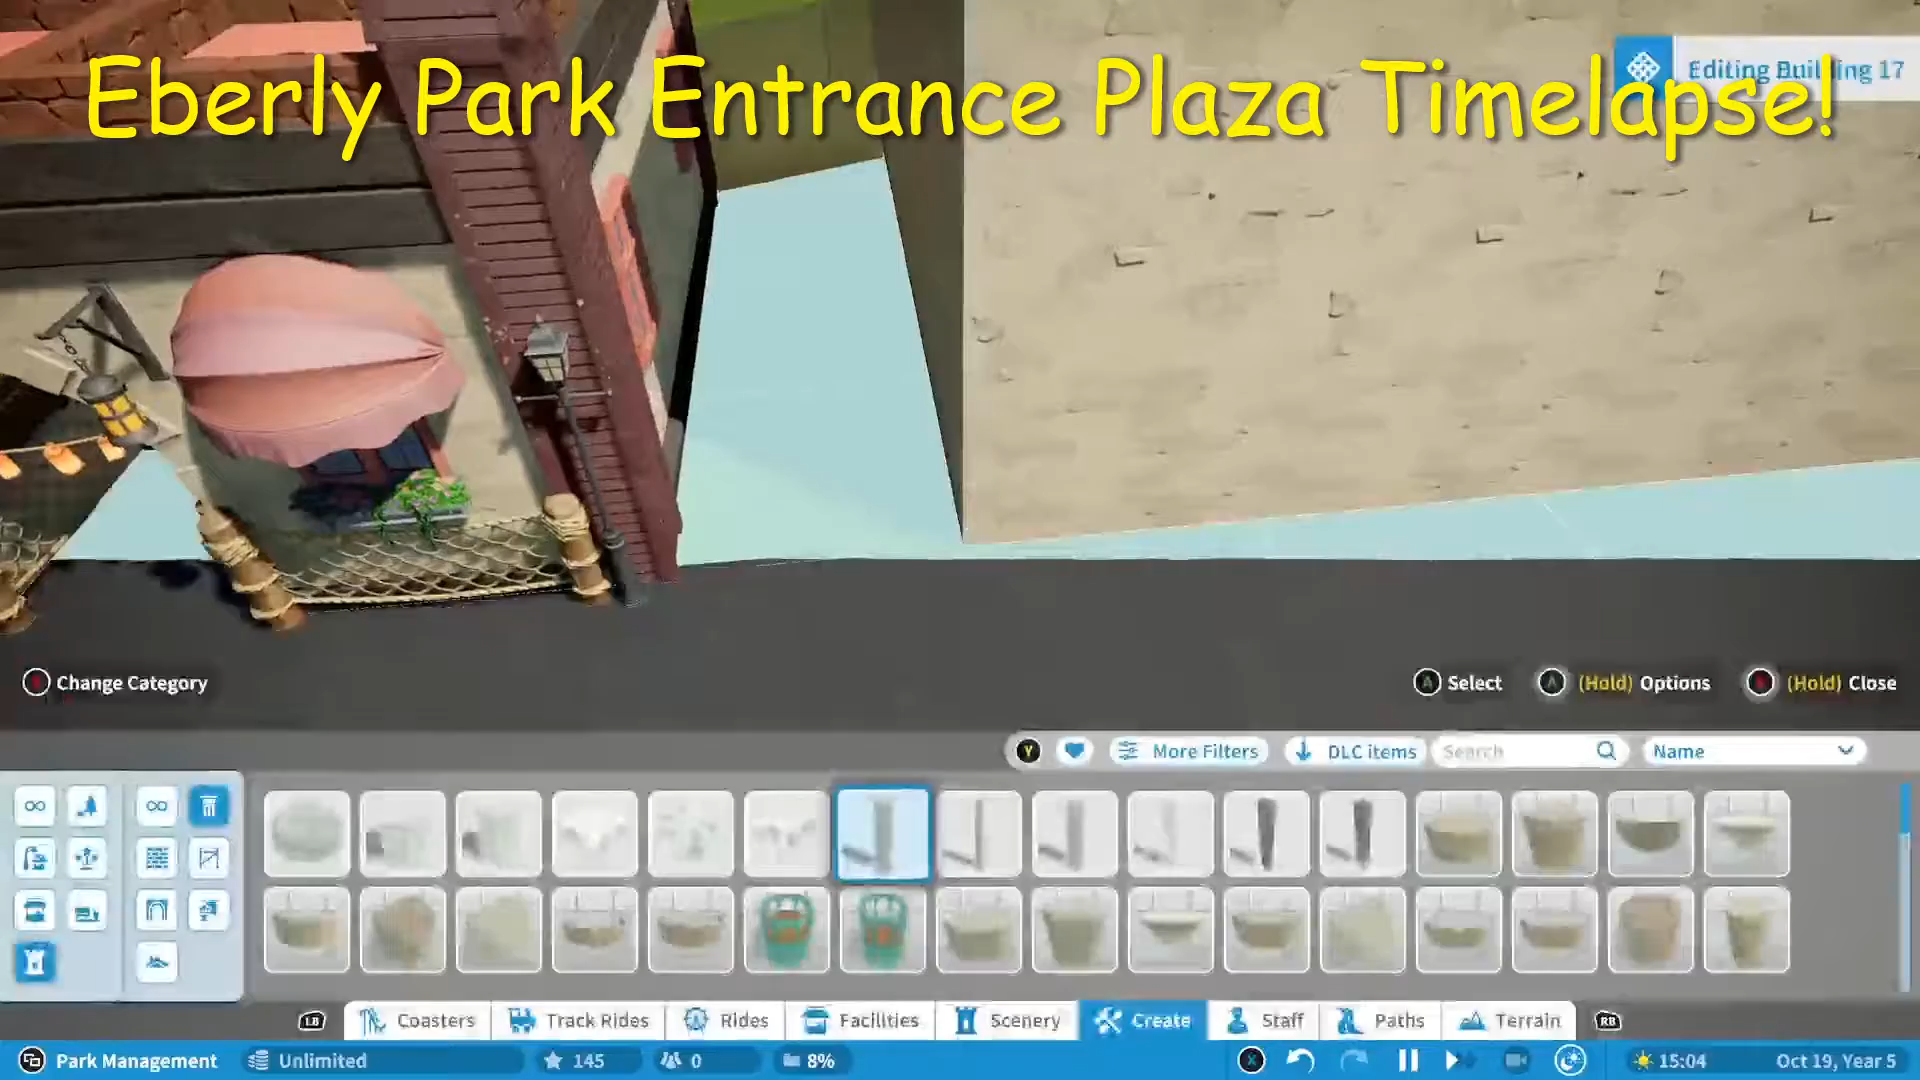 Eberly Park Entrance Plaza Timelapse!
Editing Building 17
Change Category
A Select
A (Hold) Options
(Hold) Close
Y
More Filters
DLC items
Search
Name
LB
Coasters
Track Rides
Rides
Facilities
Scenery
Create
Staff
Paths
Terrain
RB
Park Management
Unlimited
145
0
8%
X
15:04
Oct 19, Year 5